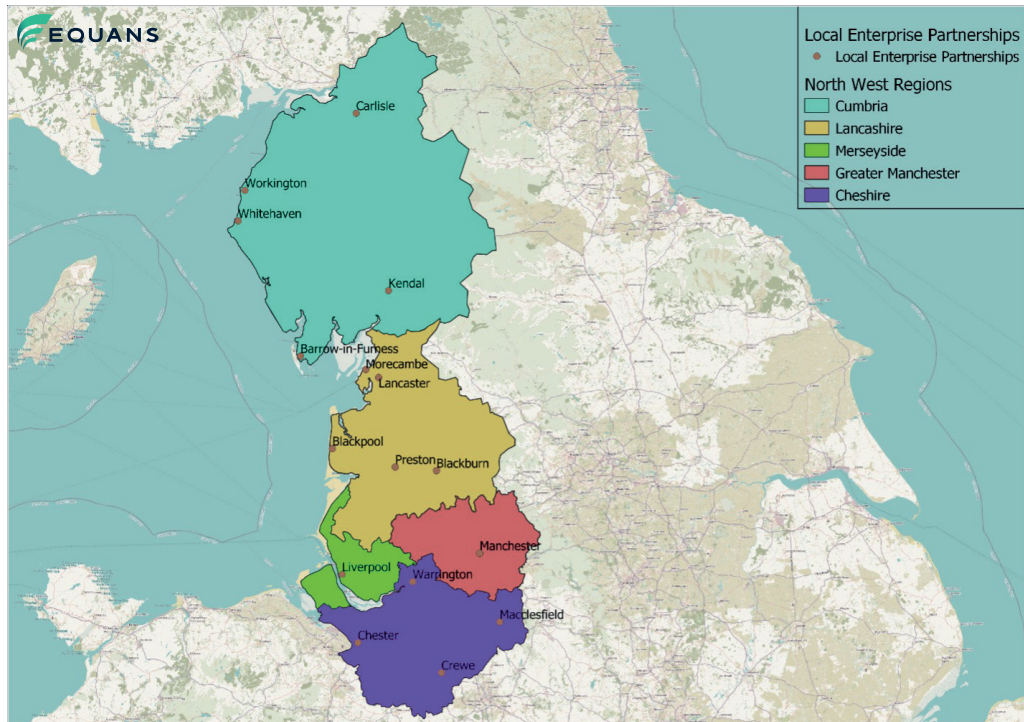 EQUANS
Local Enterprise Partnerships
Local Enterprise Partnerships
North West Regions
Cumbria
Lancashire
Merseyside
Greater Manchester
Cheshire
Carlisle
Workington
Whitehaven
Kendal
Barrow-in-Furness
Morecambe
Lancaster
Blackpool
Preston
Blackburn
Manchester
Liverpool
Warrington
Macclesfield
Chester
Crewe